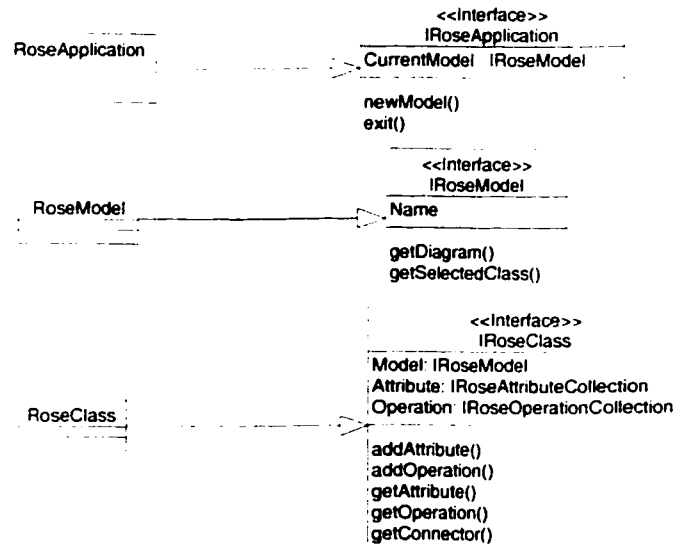 <<Interface>>
IRoseApplication
RoseApplication
CurrentModel IRoseModel
newModel()
exit()
<<Interface>>
IRoseModel
RoseModel
Name
getDiagram()
getSelectedClass()
<<Interface>>
IRoseClass
Model: IRoseModel
Attribute: IRoseAttributeCollection
Operation: IRoseOperationCollection
RoseClass
addAttribute()
addOperation()
getAttribute()
getOperation()
getConnector()